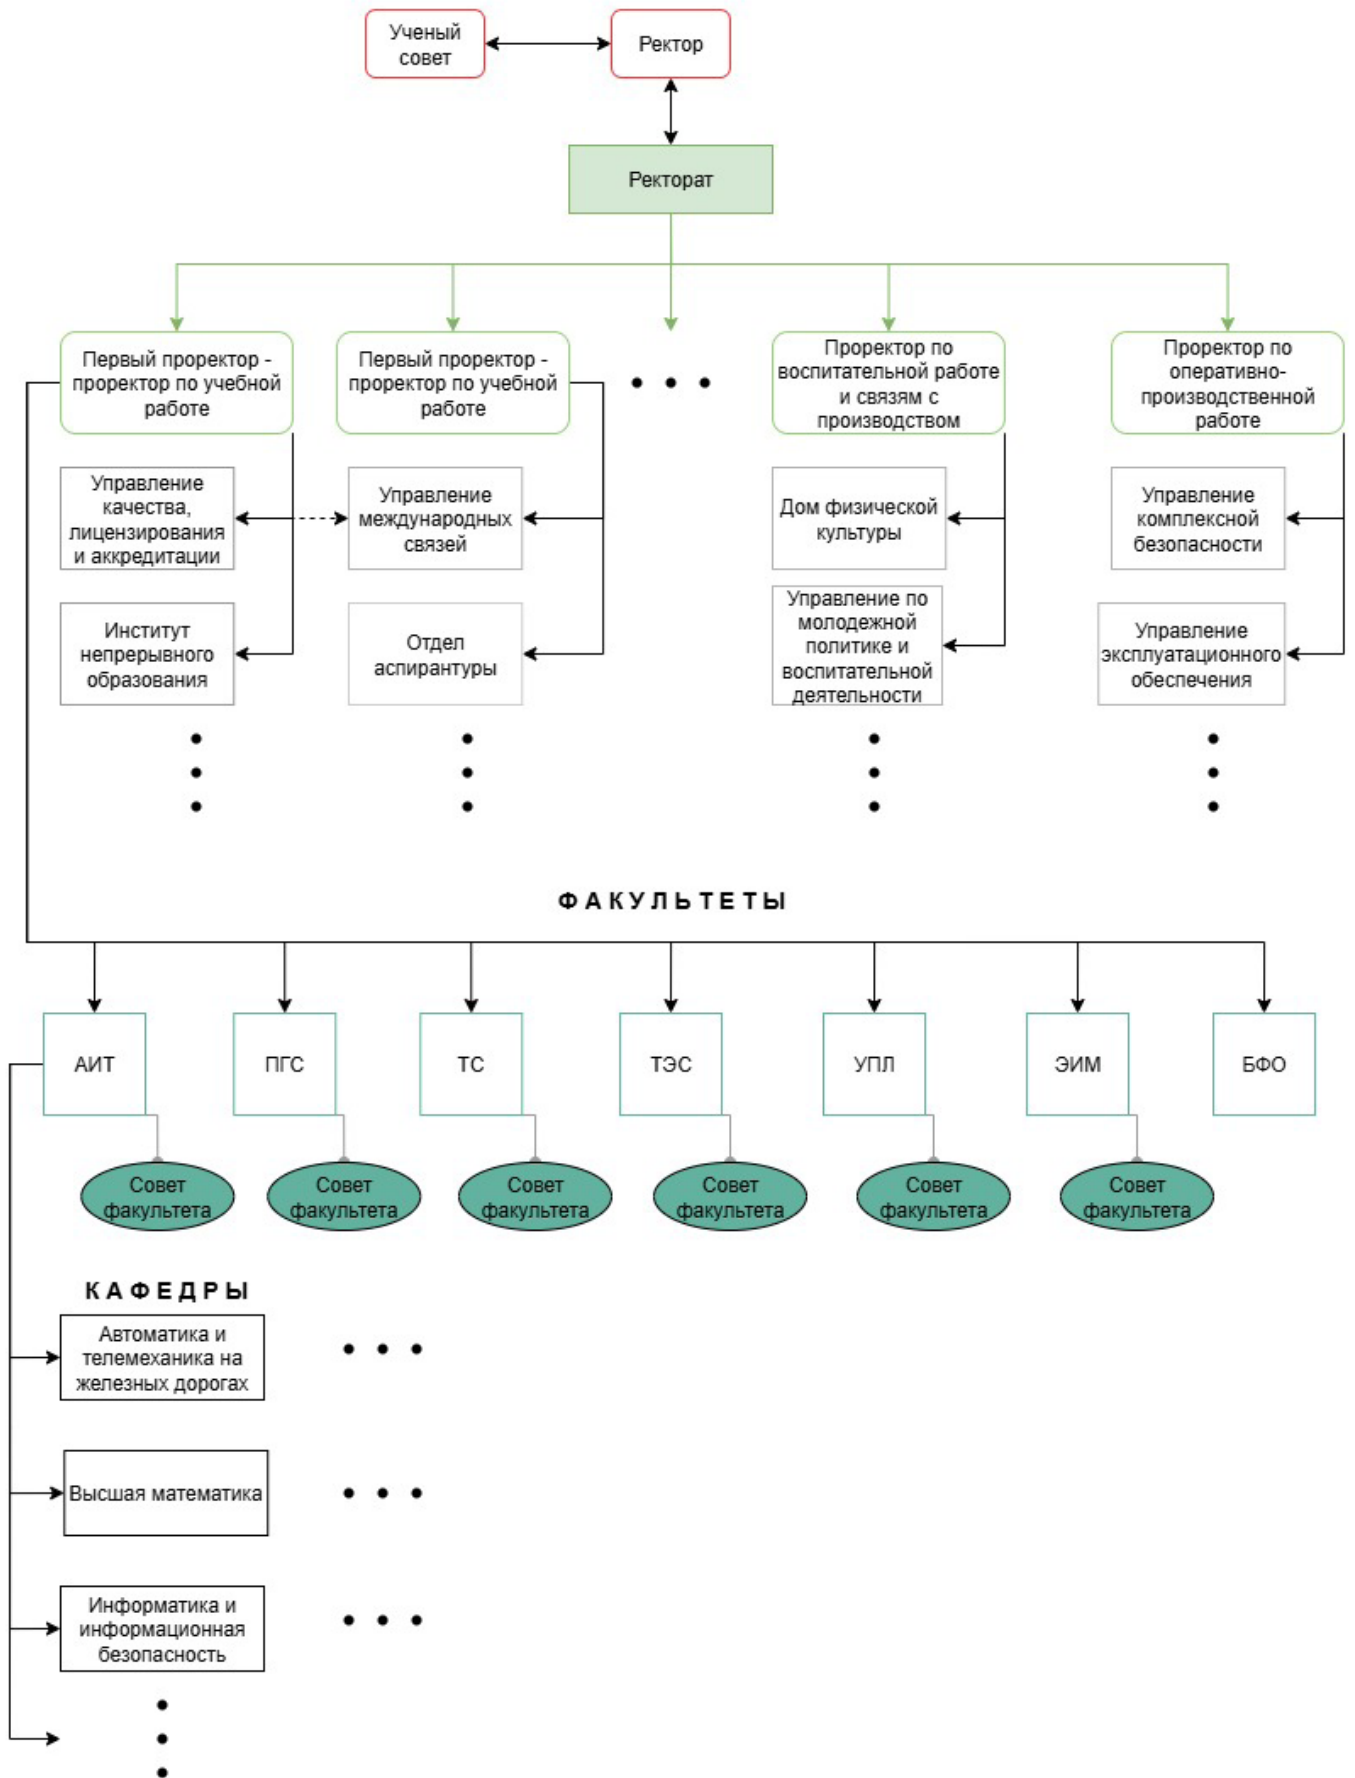 Ученый
совет
Ректор
Ректорат
Первый проректор -
проректор по учебной
работе
Первый проректор -
проректор по учебной
работе
Проректор по
воспитательной работе
и связям с
производством
Проректор по
оперативно-
производственной
работе
Управление
качества,
лицензирования
и аккредитации
Управление
международных
связей
Дом физической
культуры
Управление
комплексной
безопасности
Институт
непрерывного
образования
Отдел
аспирантуры
Управление по
молодежной
политике и
воспитательной
деятельности
Управление
эксплуатационного
обеспечения
ФАКУЛЬТЕТЫ
АИТ
ПГС
ТС
ТЭС
УПЛ
ЭИМ
БФО
Совет
факультета
Совет
факультета
Совет
факультета
Совет
факультета
Совет
факультета
Совет
факультета
КАФЕДРЫ
Автоматика и
телемеханика на
железных дорогах
Высшая математика
Информатика и
информационная
безопасность